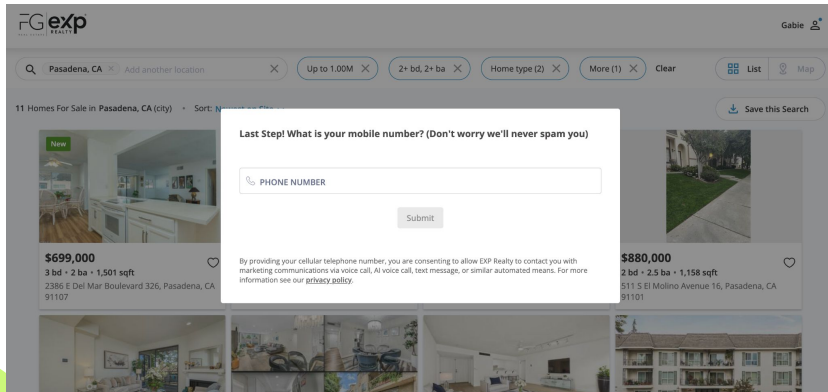 FG exp
REALTY
Gabie
Pasadena, CA × Add another location
Up to 1.00M
2+ bd, 2+ ba
Home type (2)
More (1)
Clear
List
Map
11 Homes For Sale in Pasadena, CA (city) • Sort: Newest on Site
Save this Search
New
Last Step! What is your mobile number? (Don't worry we'll never spam you)
PHONE NUMBER
Submit
By providing your cellular telephone number, you are consenting to allow EXP Realty to contact you with
marketing communications via voice call, AI voice call, text message, or similar automated means. For more
information see our privacy policy.
$699,000
3 bd • 2 ba • 1,501 sqft
2386 E Del Mar Boulevard 326, Pasadena, CA
91107
$880,000
2 bd • 2.5 ba • 1,158 sqft
511 S El Molino Avenue 16, Pasadena, CA
91101